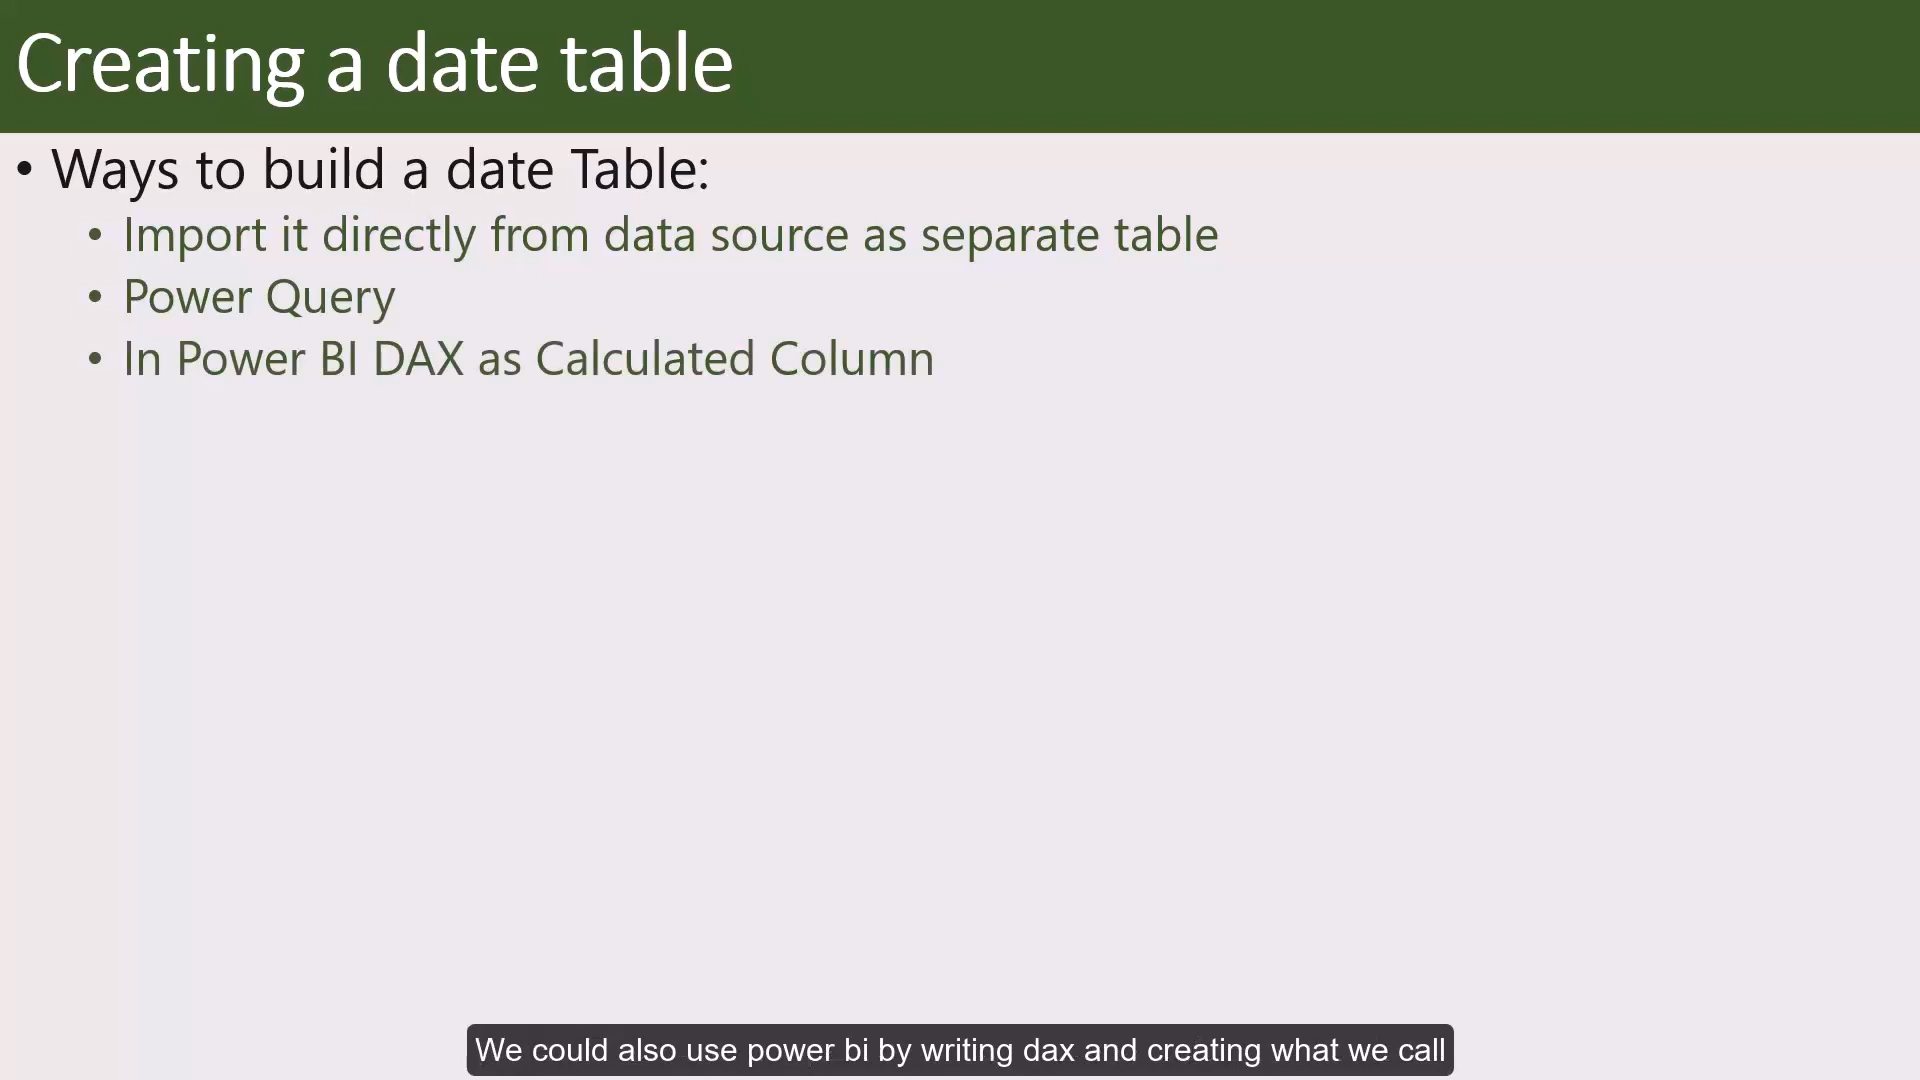 Creating a date table
• Ways to build a date Table:
• Import it directly from data source as separate table
• Power Query
• In Power BI DAX as Calculated Column
We could also use power bi by writing dax and creating what we call